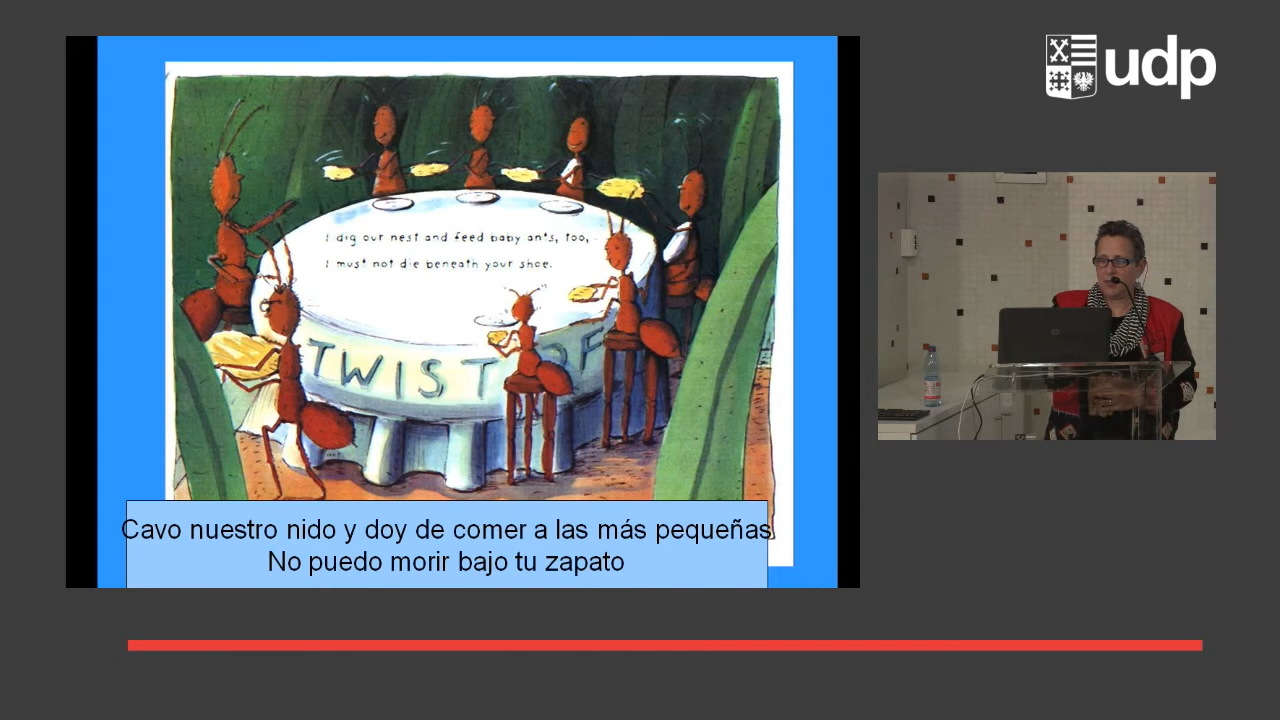 udp
I dig our nest and feed baby ants, too,
I must not die beneath your shoe.
TWIST OF
Cavo nuestro nido y doy de comer a las más pequeñas
No puedo morir bajo tu zapato